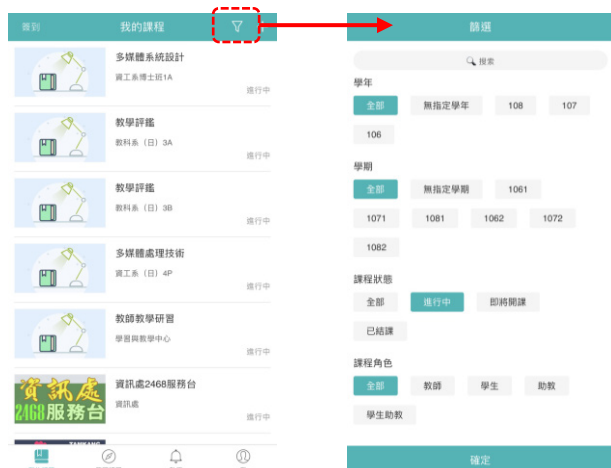 簽到 我的課程
多媒體系統設計
資工系博士班1A
進行中
教學評鑑
教科系（日）3A
進行中
教學評鑑
教科系（日）3B
進行中
多媒體處理技術
資工系（日）4P
進行中
教師教學研習
學習與教學中心
進行中
資訊處
2468服務台
資訊處2468服務台
資訊處
進行中
TAMKANG
篩選
搜索
學年
全部 無指定學年 108 107
106
學期
全部 無指定學期 1061
1071 1081 1062 1072
1082
課程狀態
全部 進行中 即將開課
已結課
課程角色
全部 教師 學生 助教
學生助教
確定